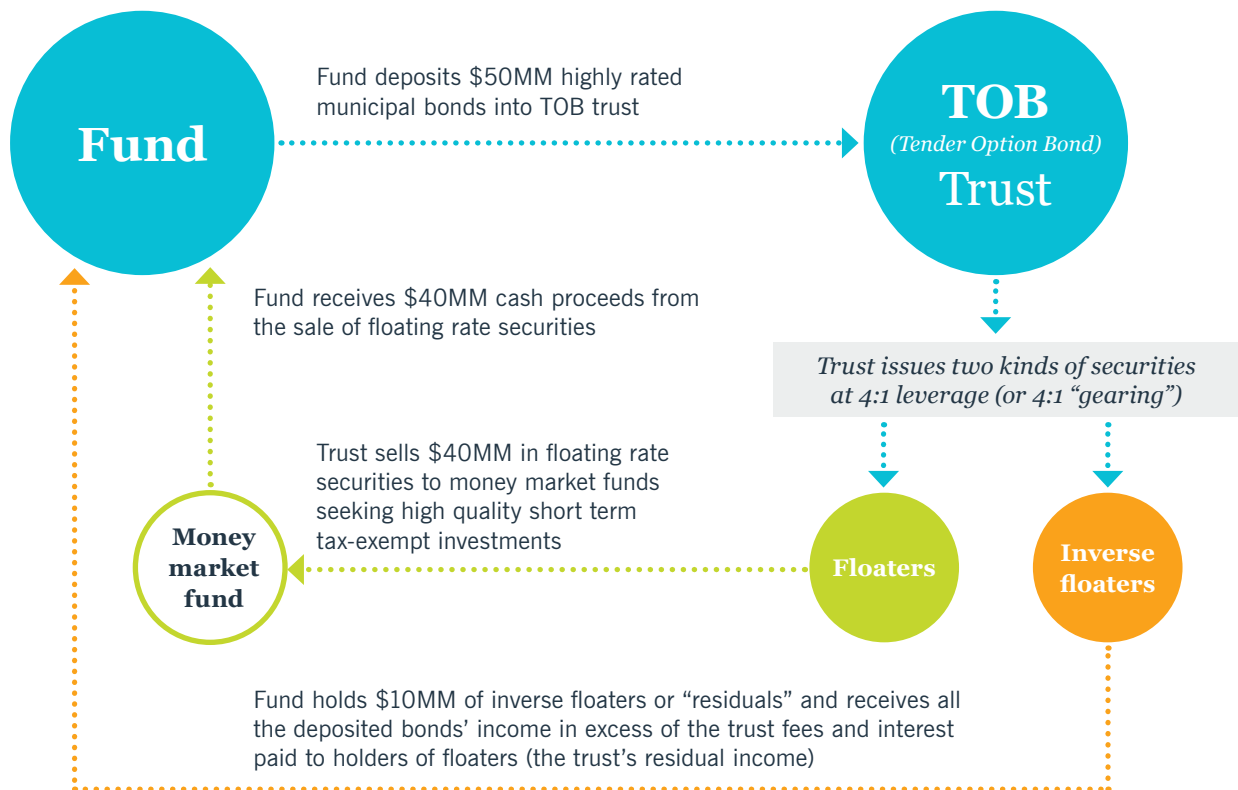 Fund
Fund deposits $50MM highly rated
municipal bonds into TOB trust
TOB
(Tender Option Bond)
Trust
Fund receives $40MM cash proceeds from
the sale of floating rate securities
Trust issues two kinds of securities
at 4:1 leverage (or 4:1 “gearing”)
Trust sells $40MM in floating rate
securities to money market funds
seeking high quality short term
tax-exempt investments
Money
market
fund
Floaters
Inverse
floaters
Fund holds $10MM of inverse floaters or “residuals” and receives all
the deposited bonds’ income in excess of the trust fees and interest
paid to holders of floaters (the trust’s residual income)